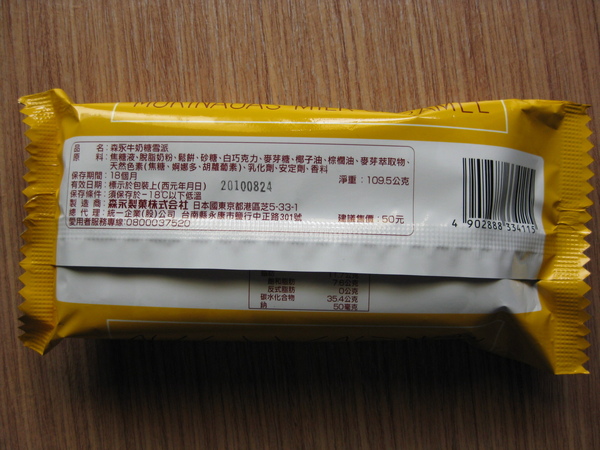 MORINAGA'S MILK CARAMEL
品　　名：森永牛奶糖雪派
原　　料：焦糖液、脫脂奶粉、鬆餅、砂糖、白巧克力、麥芽糖、椰子油、棕櫚油、麥芽萃取物、
天然色素(焦糖、婀娜多、胡蘿蔔素)、乳化劑、安定劑、香料
保存期間：18個月 淨重：109.5公克
有效日期：標示於包裝上(西元年月日) 20100824
保存條件：須保存於－18℃以下低溫
製 造 商：森永製菓株式会社 日本國東京都港區芝5-33-1
總 代 理：統一企業(股)公司 台南縣永康市鹽行中正路301號 建議售價：50元
愛用者服務專線:0800037520
4 902888 334115
反式脂肪 0公克
碳水化合物 35.4公克
鈉 50毫克